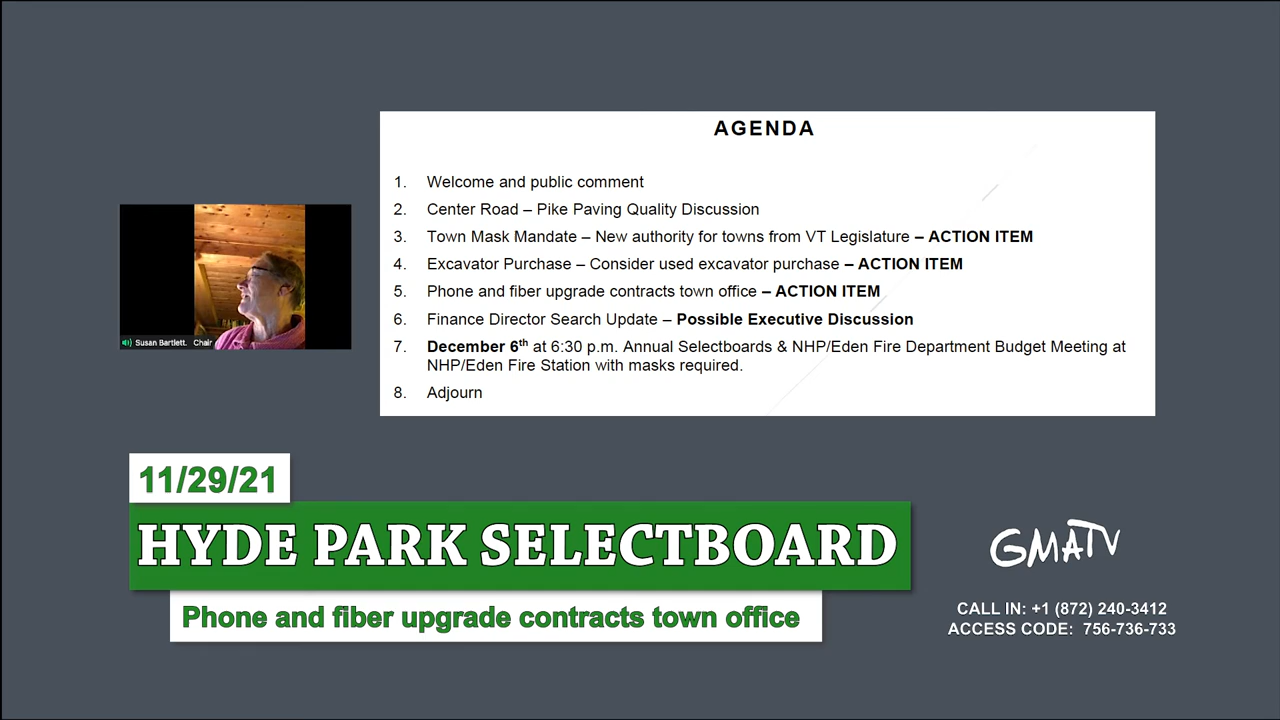 AGENDA
1. Welcome and public comment
2. Center Road – Pike Paving Quality Discussion
3. Town Mask Mandate – New authority for towns from VT Legislature – ACTION ITEM
4. Excavator Purchase – Consider used excavator purchase – ACTION ITEM
5. Phone and fiber upgrade contracts town office – ACTION ITEM
6. Finance Director Search Update – Possible Executive Discussion
7. December 6th at 6:30 p.m. Annual Selectboards & NHP/Eden Fire Department Budget Meeting at
NHP/Eden Fire Station with masks required.
8. Adjourn
Susan Bartlett. Chair
11/29/21
HYDE PARK SELECTBOARD
Phone and fiber upgrade contracts town office
GMATV
CALL IN: +1 (872) 240-3412
ACCESS CODE: 756-736-733